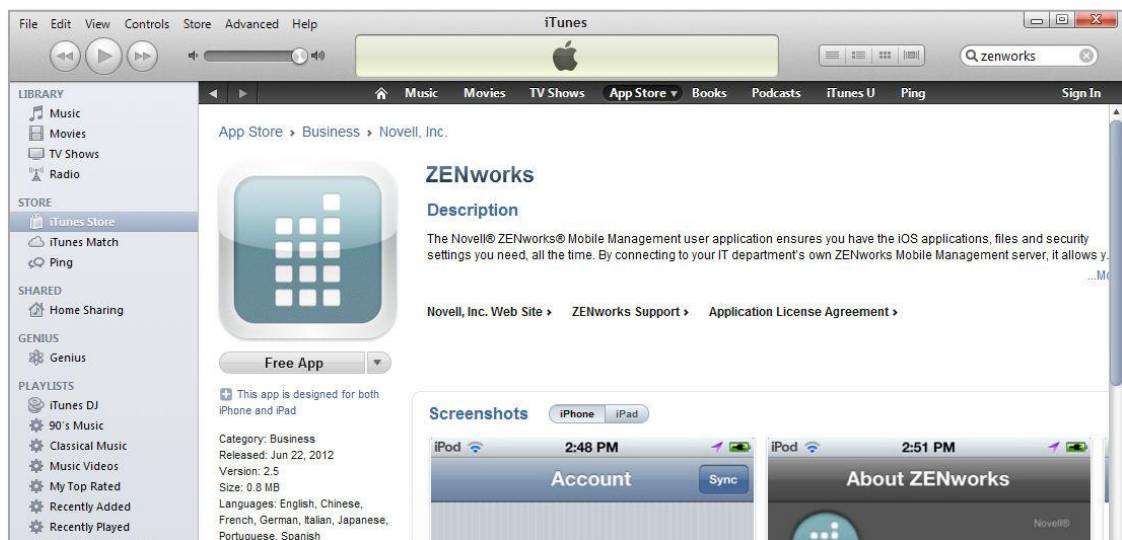 File Edit View Controls Store Advanced Help
iTunes
zenworks
LIBRARY
Music
Movies
TV Shows
Radio
STORE
iTunes Store
iTunes Match
Ping
SHARED
Home Sharing
GENIUS
Genius
PLAYLISTS
iTunes DJ
90's Music
Classical Music
Music Videos
My Top Rated
Recently Added
Recently Played
Music Movies TV Shows App Store Books Podcasts iTunes U Ping Sign In
App Store › Business › Novell, Inc.
Free App
This app is designed for both
iPhone and iPad
Category: Business
Released: Jun 22, 2012
Version: 2.5
Size: 0.8 MB
Languages: English, Chinese,
French, German, Italian, Japanese,
Portuguese, Spanish
ZENworks
Description
The Novell® ZENworks® Mobile Management user application ensures you have the iOS applications, files and security
settings you need, all the time. By connecting to your IT department's own ZENworks Mobile Management server, it allows y...
Novell, Inc. Web Site › ZENworks Support › Application License Agreement ›
Screenshots iPhone iPad
iPod 2:48 PM
Account Sync
iPod 2:51 PM
About ZENworks
Novell®